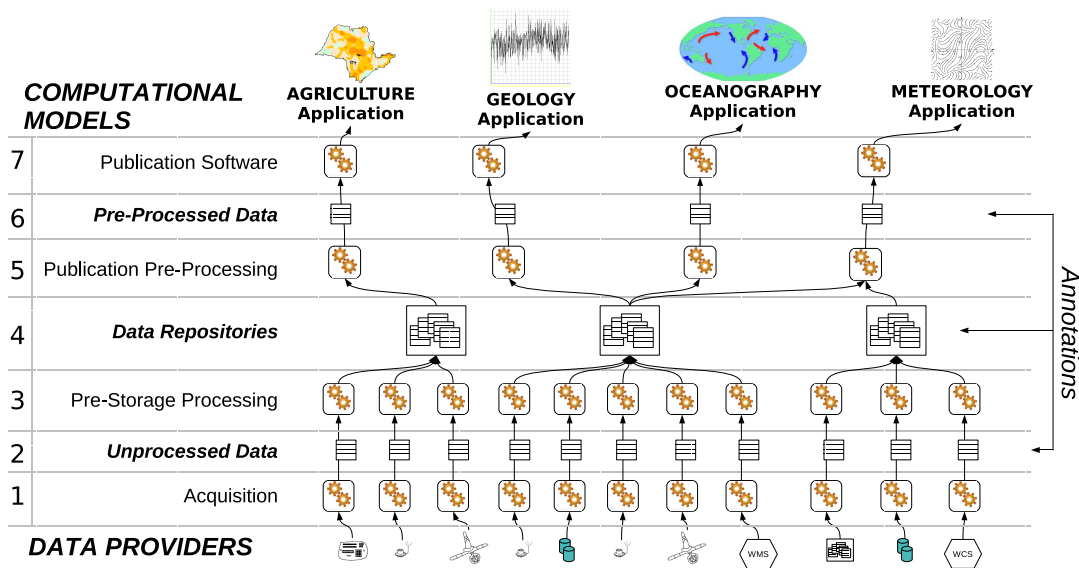 COMPUTATIONAL
MODELS
AGRICULTURE
Application
GEOLOGY
Application
OCEANOGRAPHY
Application
METEOROLOGY
Application
7 Publication Software
6 Pre-Processed Data
5 Publication Pre-Processing
4 Data Repositories
3 Pre-Storage Processing
2 Unprocessed Data
1 Acquisition
DATA PROVIDERS
WMS
WCS
Annotations